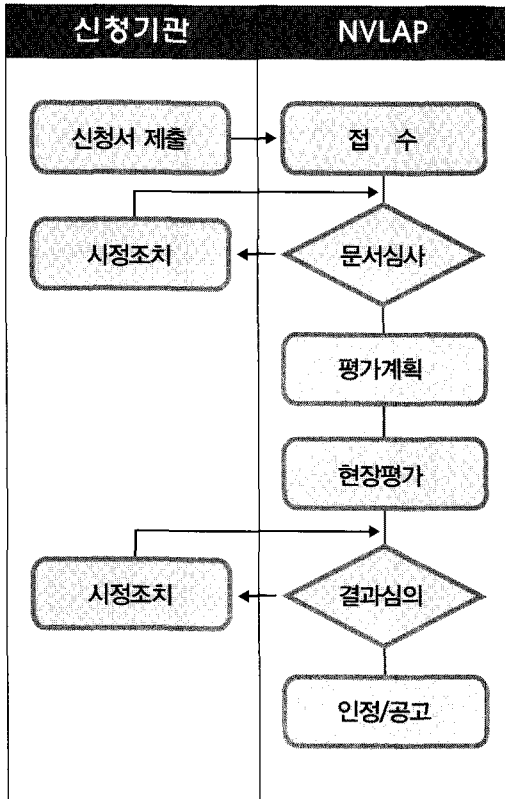 신청기관 NVLAP
신청서 제출 접 수
시정조치 문서심사
평가계획
현장평가
시정조치 결과심의
인정/공고